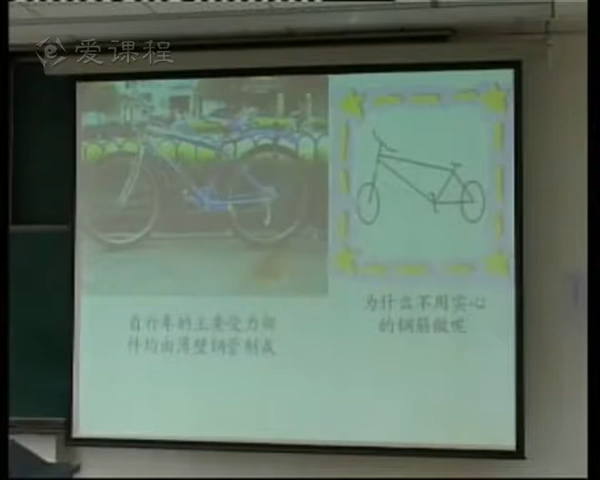 爱课程
自行车的主要受力部
件均由薄壁钢管制成
为什么不用实心
的钢筋做呢